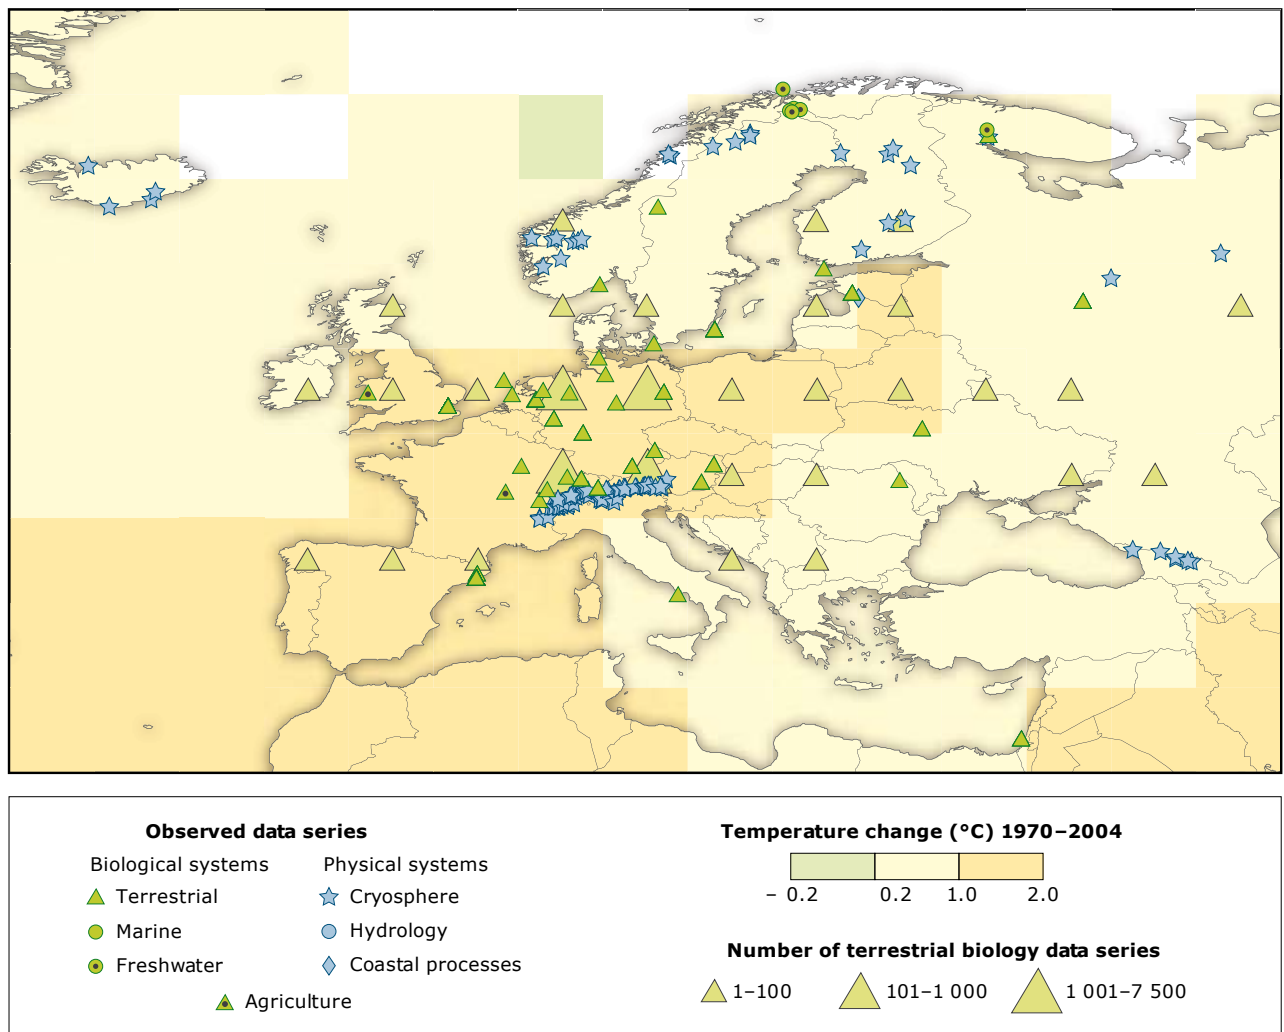 Observed data series
Biological systems
Physical systems
Terrestrial
Cryosphere
Marine
Hydrology
Freshwater
Coastal processes
Agriculture
Temperature change (°C) 1970–2004
– 0.2 0.2 1.0 2.0
Number of terrestrial biology data series
1–100 101–1 000 1 001–7 500